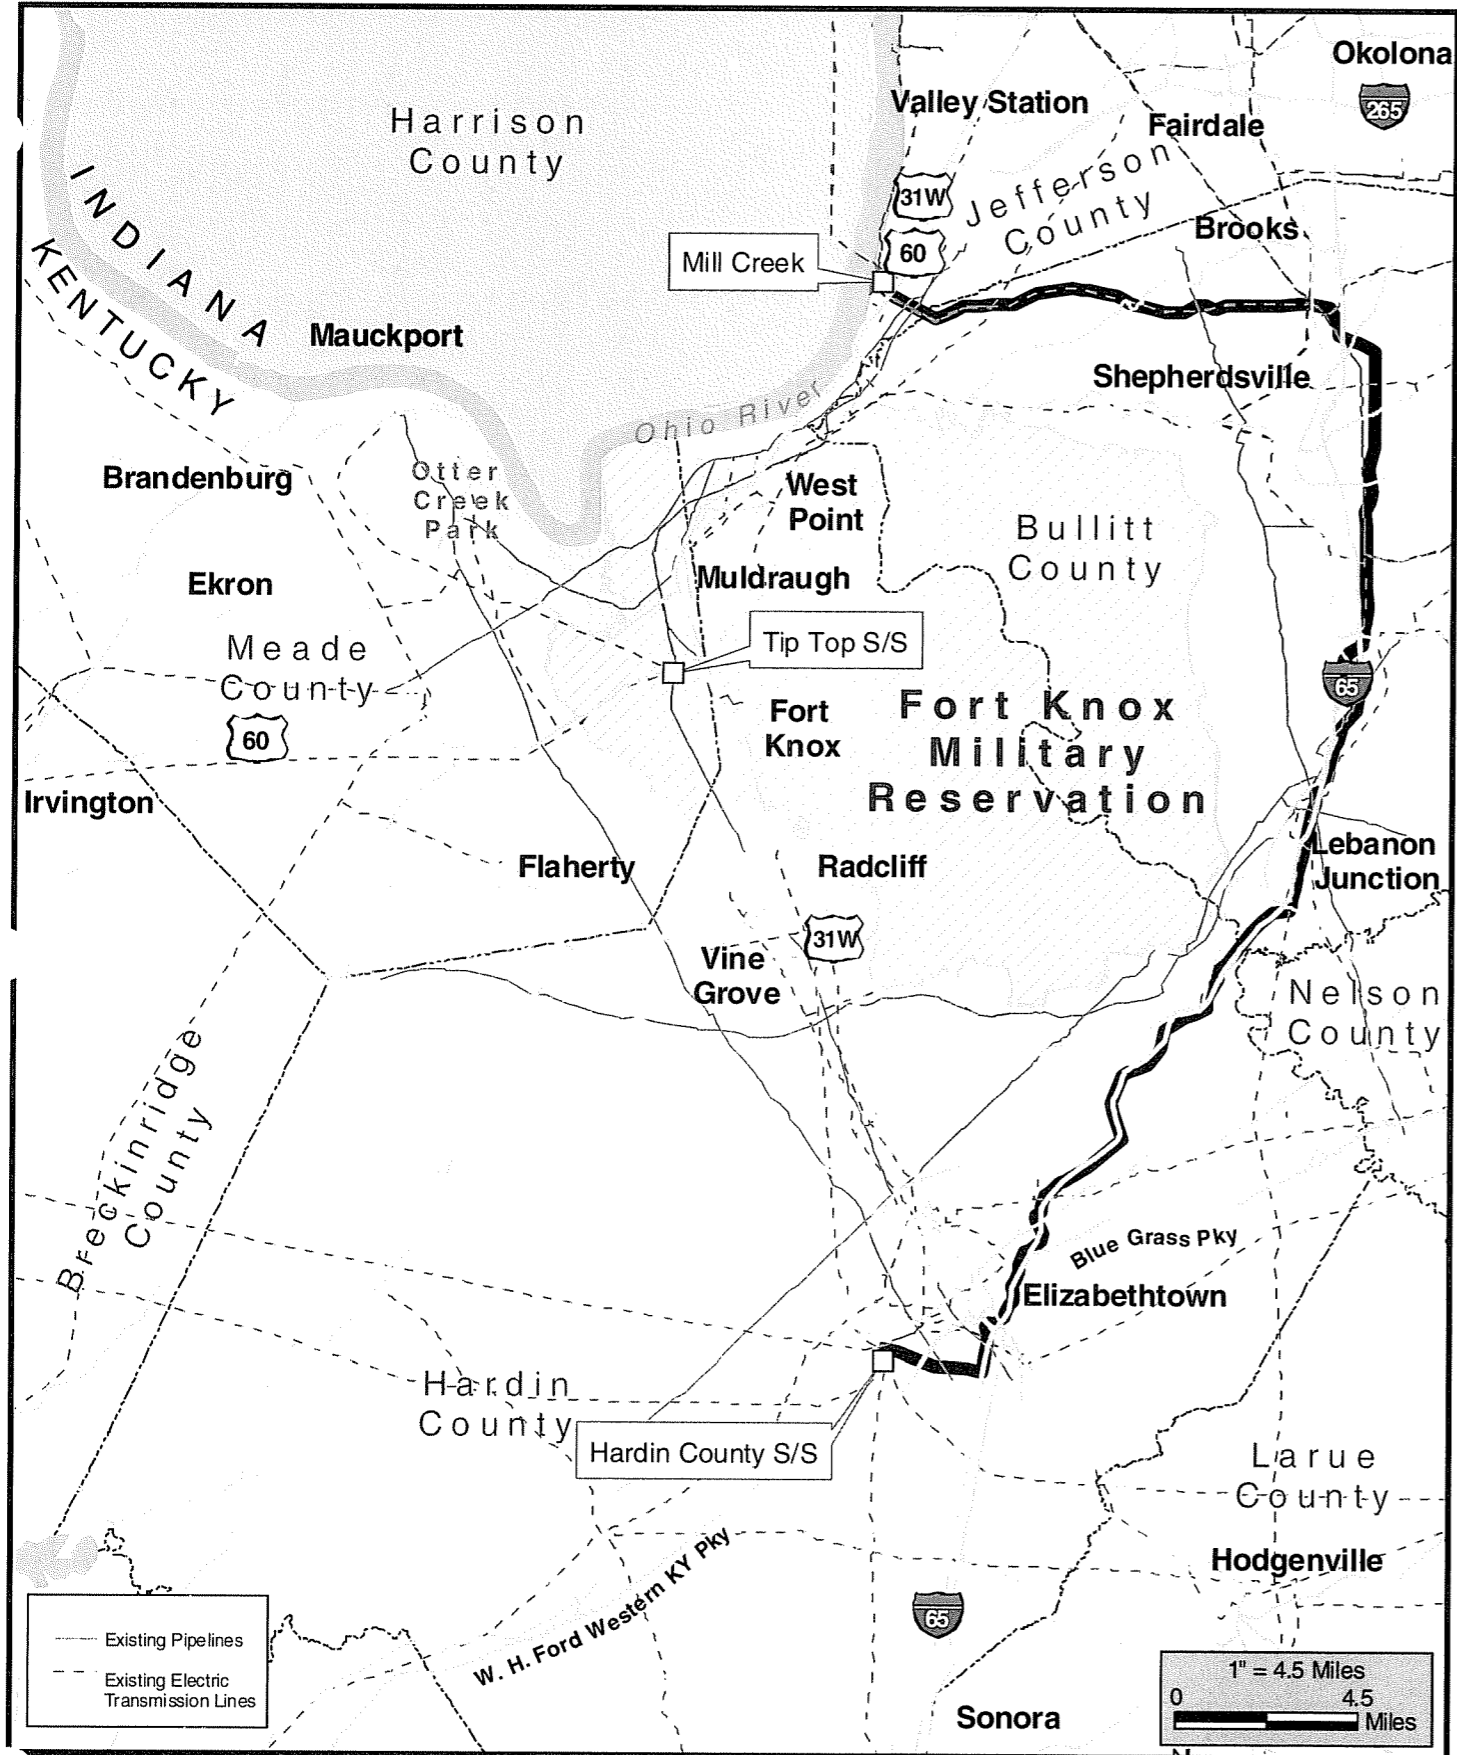 Okolona
265
Valley Station
Fairdale
Harrison
County
Jefferson
County
31W
INDIANA
KENTUCKY
Brooks
60
Mill Creek
Mauckport
Shepherdsville
Ohio River
Brandenburg
Otter
Creek
Park
West
Point
Bullitt
County
Ekron
Muldraugh
Meade
County
Tip Top S/S
65
60
Fort
Knox
Fort Knox
Military
Reservation
Irvington
Lebanon
Junction
Flaherty
Radcliff
31W
Vine
Grove
Nelson
County
Breckinridge
County
Blue Grass Pky
Elizabethtown
Hardin
County
Hardin County S/S
Larue
County
Hodgenville
W. H. Ford Western KY Pky
65
Existing Pipelines
Existing Electric
Transmission Lines
Sonora
1" = 4.5 Miles
0 4.5
Miles